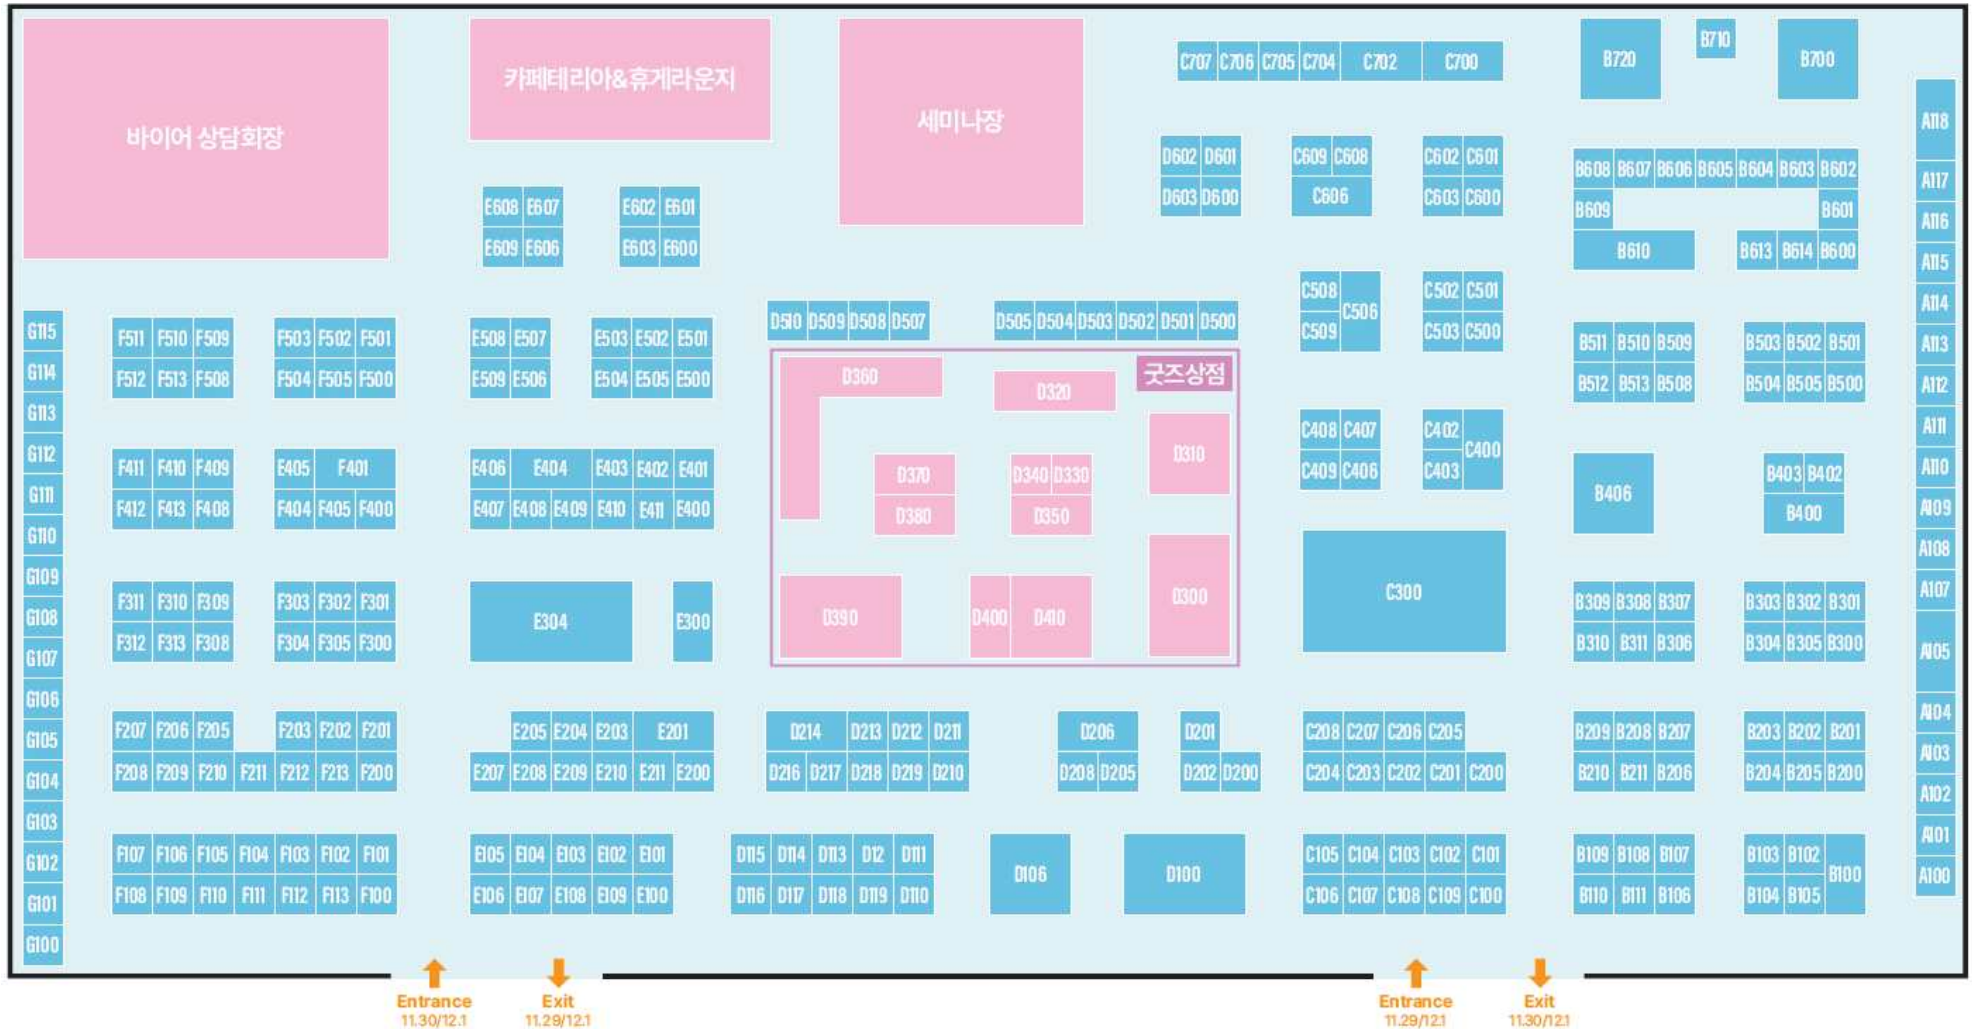 바이어 상담회장
카페테리아&휴게라운지
세미나장
C707 C706 C705 C704 C702 C700
B720
B710
B700
D602 D601
D603 D600
C609 C608
C606
C602 C601
C603 C600
B608 B607 B606 B605 B604 B603 B602
B609 B601
B610 B613 B614 B600
E608 E607
E609 E606
E602 E601
E603 E600
D510 D509 D508 D507
D505 D504 D503 D502 D501 D500
C508 C506
C509
C502 C501
C503 C500
F511 F510 F509
F512 F513 F508
F503 F502 F501
F504 F505 F500
E508 E507
E509 E506
E503 E502 E501
E504 E505 E500
B511 B510 B509
B512 B513 B508
B503 B502 B501
B504 B505 B500
굿즈상점
D360
D320
D310
D370
D380
D340 D330
D350
D390
D400 D410
D300
C408 C407
C409 C406
C402 C400
C403
F411 F410 F409
F412 F413 F408
E405 F401
F404 F405 F400
E406 E404 E403 E402 E401
E407 E408 E409 E410 E411 E400
B406
B403 B402
B400
F311 F310 F309
F312 F313 F308
F303 F302 F301
F304 F305 F300
E304
E300
C300
B309 B308 B307
B310 B311 B306
B303 B302 B301
B304 B305 B300
F207 F206 F205 F203 F202 F201
F208 F209 F210 F211 F212 F213 F200
E205 E204 E203 E201
E207 E208 E209 E210 E211 E200
D214 D213 D212 D211
D216 D217 D218 D219 D210
D206
D208 D205
D201
D202 D200
C208 C207 C206 C205
C204 C203 C202 C201 C200
B209 B208 B207
B210 B211 B206
B203 B202 B201
B204 B205 B200
F107 F106 F105 F104 F103 F102 F101
F108 F109 F110 F111 F112 F113 F100
E105 E104 E103 E102 E101
E106 E107 E108 E109 E100
D115 D114 D113 D12 D111
D116 D117 D118 D119 D110
D106
D100
C105 C104 C103 C102 C101
C106 C107 C108 C109 C100
B109 B108 B107
B110 B111 B106
B103 B102 B100
B104 B105
G115
G114
G113
G112
G111
G110
G109
G108
G107
G106
G105
G104
G103
G102
G101
G100
A118
A117
A116
A115
A114
A113
A112
A111
A110
A109
A108
A107
A105
A104
A103
A102
A101
A100
Entrance
11.30/12.1
Exit
11.29/12.1
Entrance
11.29/12.1
Exit
11.30/12.1